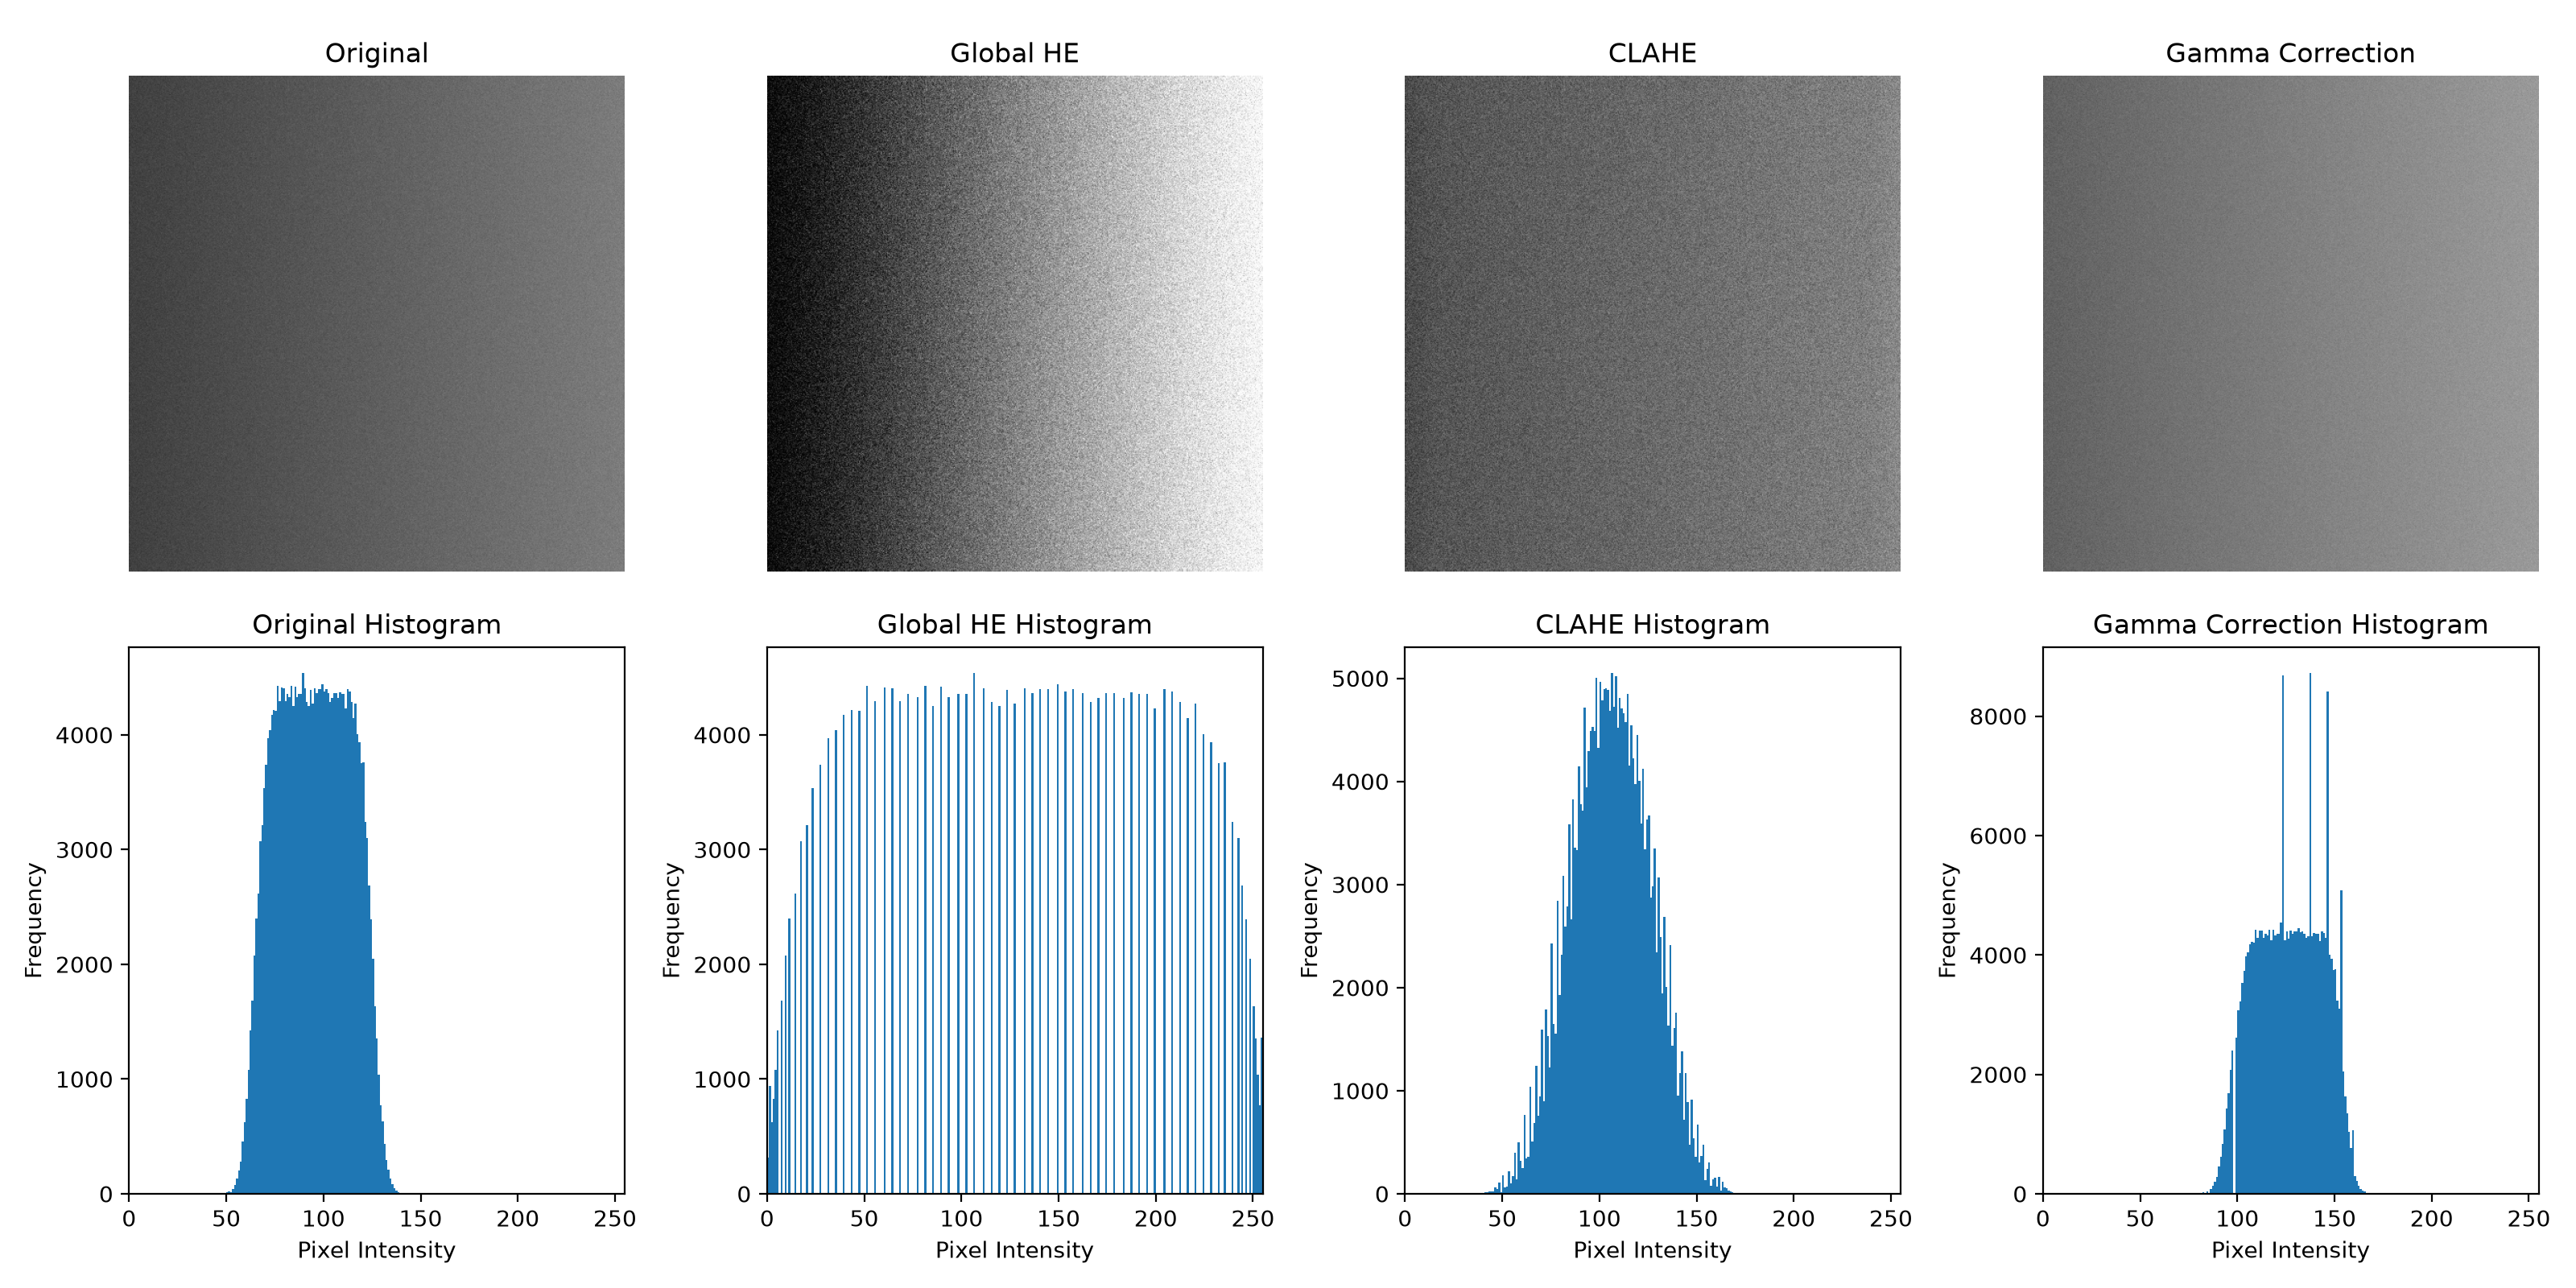 Original
Global HE
CLAHE
Gamma Correction
Original Histogram
Global HE Histogram
CLAHE Histogram
Gamma Correction Histogram
Frequency
4000
3000
2000
1000
0
0 50 100 150 200 250
Pixel Intensity
Frequency
4000
3000
2000
1000
0
0 50 100 150 200 250
Pixel Intensity
Frequency
5000
4000
3000
2000
1000
0
0 50 100 150 200 250
Pixel Intensity
Frequency
8000
6000
4000
2000
0
0 50 100 150 200 250
Pixel Intensity